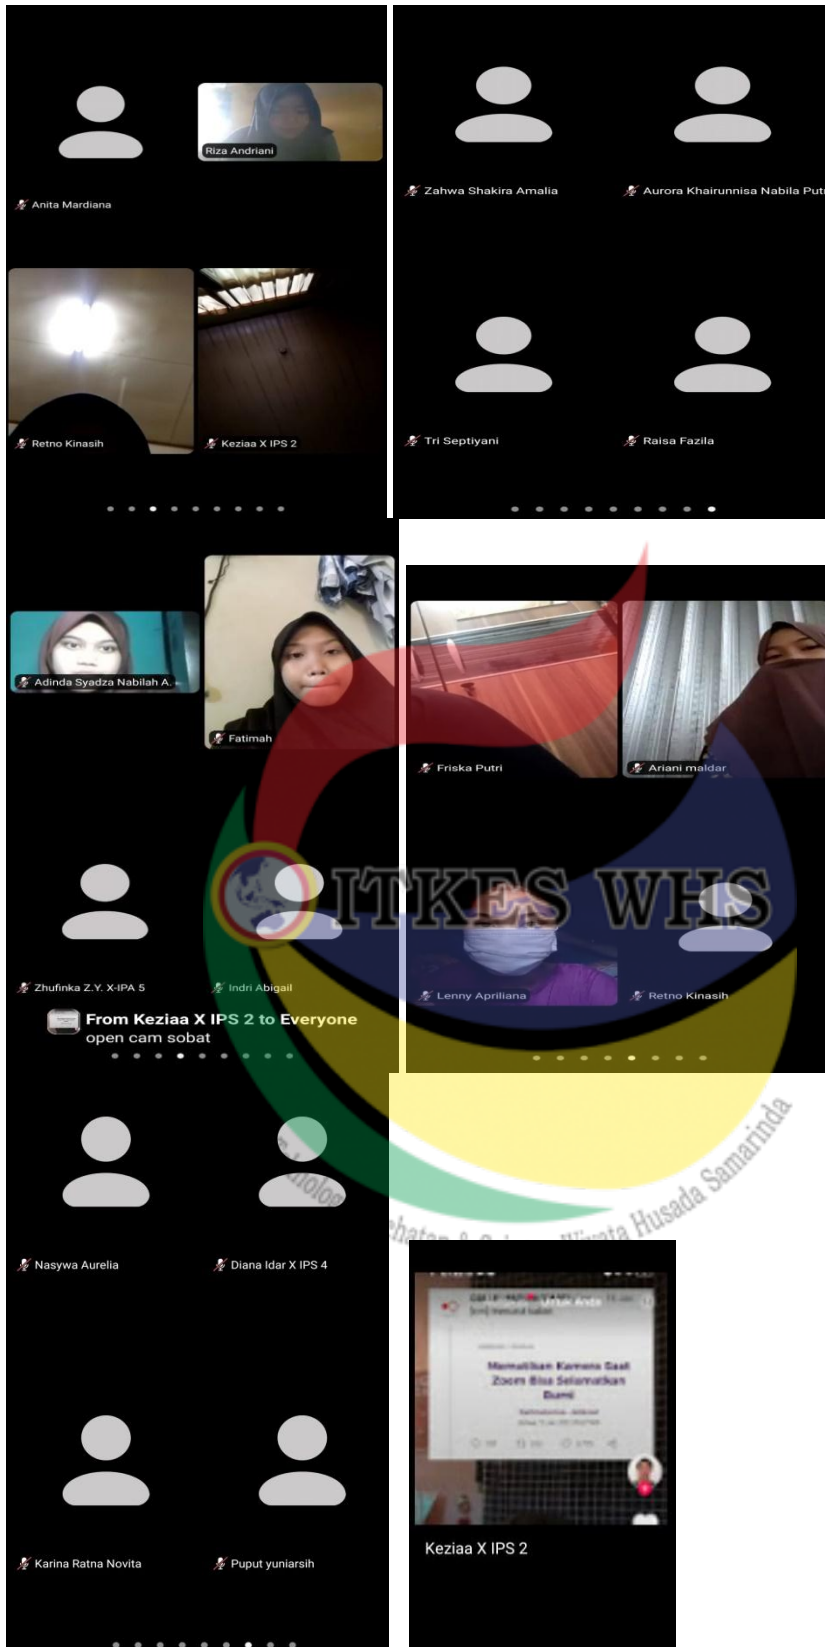 Riza Andriani
Anita Mardiana
Retno Kinasih
Keziaa X IPS 2
Zahwa Shakira Amalia
Aurora Khairunnisa Nabila Put
Tri Septiyani
Raisa Fazila
Adinda Syadza Nabilah A.
Fatimah
Zhufinka Z.Y. X-IPA 5
Indri Abigail
From Keziaa X IPS 2 to Everyone
open cam sobat
Friska Putri
Ariani maldar
Lenny Apriliana
Retno Kinasih
ITKES WHS
Husada Samarinda
Nasywa Aurelia
Diana Idar X IPS 4
Karina Ratna Novita
Puput yuniarsih
Untuk Anda
Mematikan Kamera Saat
Zoom Bisa Selamatkan
Bumi
Keziaa X IPS 2